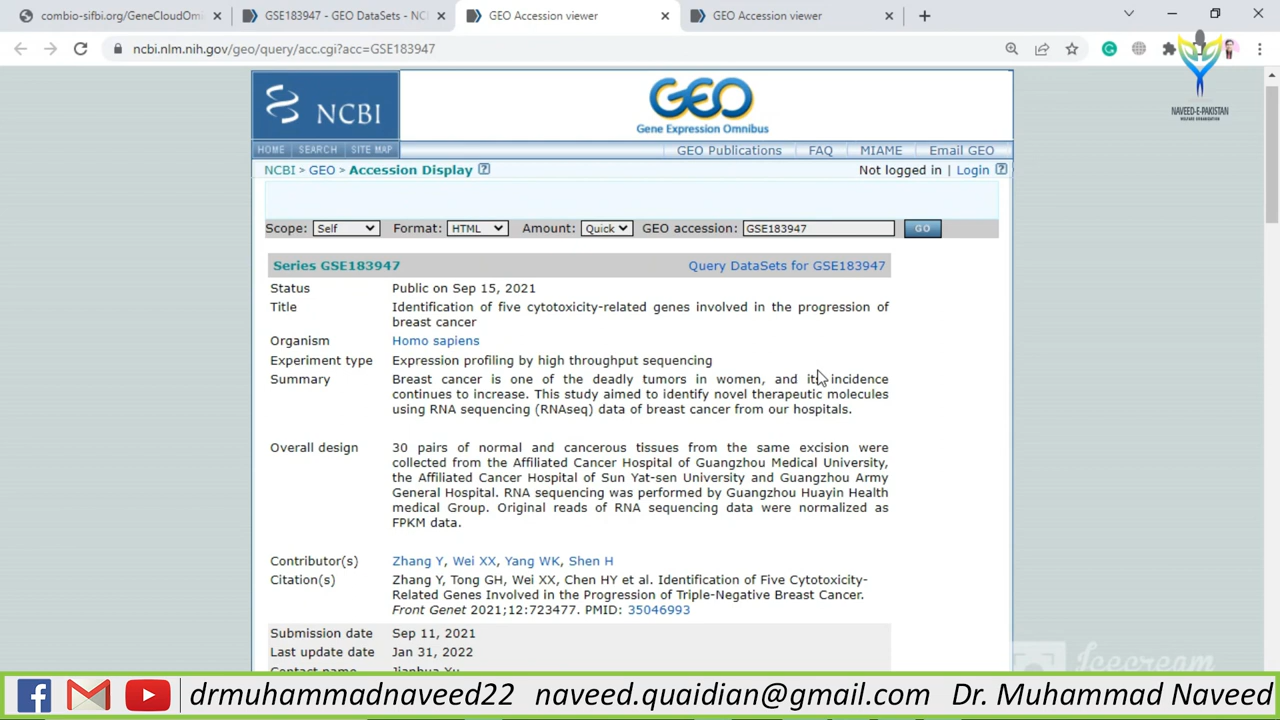 combio-sifbi.org/GeneCloudOmi
GSE183947 - GEO DataSets - NC
GEO Accession viewer
GEO Accession viewer
ncbi.nlm.nih.gov/geo/query/acc.cgi?acc=GSE183947
NAVEED-E-PAKISTAN
NCBI
GEO
Gene Expression Omnibus
HOME SEARCH SITE MAP
GEO Publications FAQ MIAME Email GEO
NCBI > GEO > Accession Display ?
Not logged in | Login ?
Scope: Self Format: HTML Amount: Quick GEO accession: GSE183947 GO
Series GSE183947 Query DataSets for GSE183947
Status Public on Sep 15, 2021
Title Identification of five cytotoxicity-related genes involved in the progression of
breast cancer
Organism Homo sapiens
Experiment type Expression profiling by high throughput sequencing
Summary Breast cancer is one of the deadly tumors in women, and its incidence
continues to increase. This study aimed to identify novel therapeutic molecules
using RNA sequencing (RNAseq) data of breast cancer from our hospitals.
Overall design 30 pairs of normal and cancerous tissues from the same excision were
collected from the Affiliated Cancer Hospital of Guangzhou Medical University,
the Affiliated Cancer Hospital of Sun Yat-sen University and Guangzhou Army
General Hospital. RNA sequencing was performed by Guangzhou Huayin Health
medical Group. Original reads of RNA sequencing data were normalized as
FPKM data.
Contributor(s) Zhang Y, Wei XX, Yang WK, Shen H
Citation(s) Zhang Y, Tong GH, Wei XX, Chen HY et al. Identification of Five Cytotoxicity-
Related Genes Involved in the Progression of Triple-Negative Breast Cancer.
Front Genet 2021;12:723477. PMID: 35046993
Submission date Sep 11, 2021
Last update date Jan 31, 2022
Contact name Jianhua Xu
Icecream
drmuhammadnaveed22 naveed.quaidian@gmail.com Dr. Muhammad Naveed